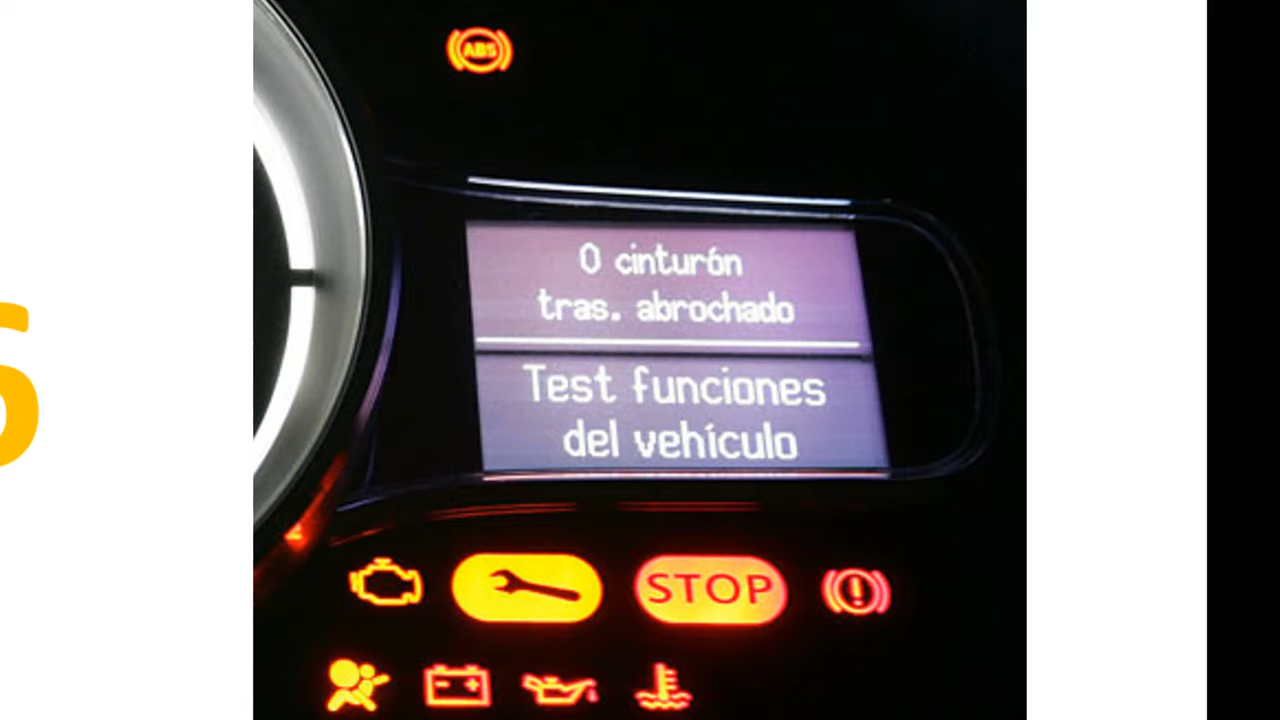 ABS
0 cinturón
tras. abrochado
Test funciones
del vehículo
STOP